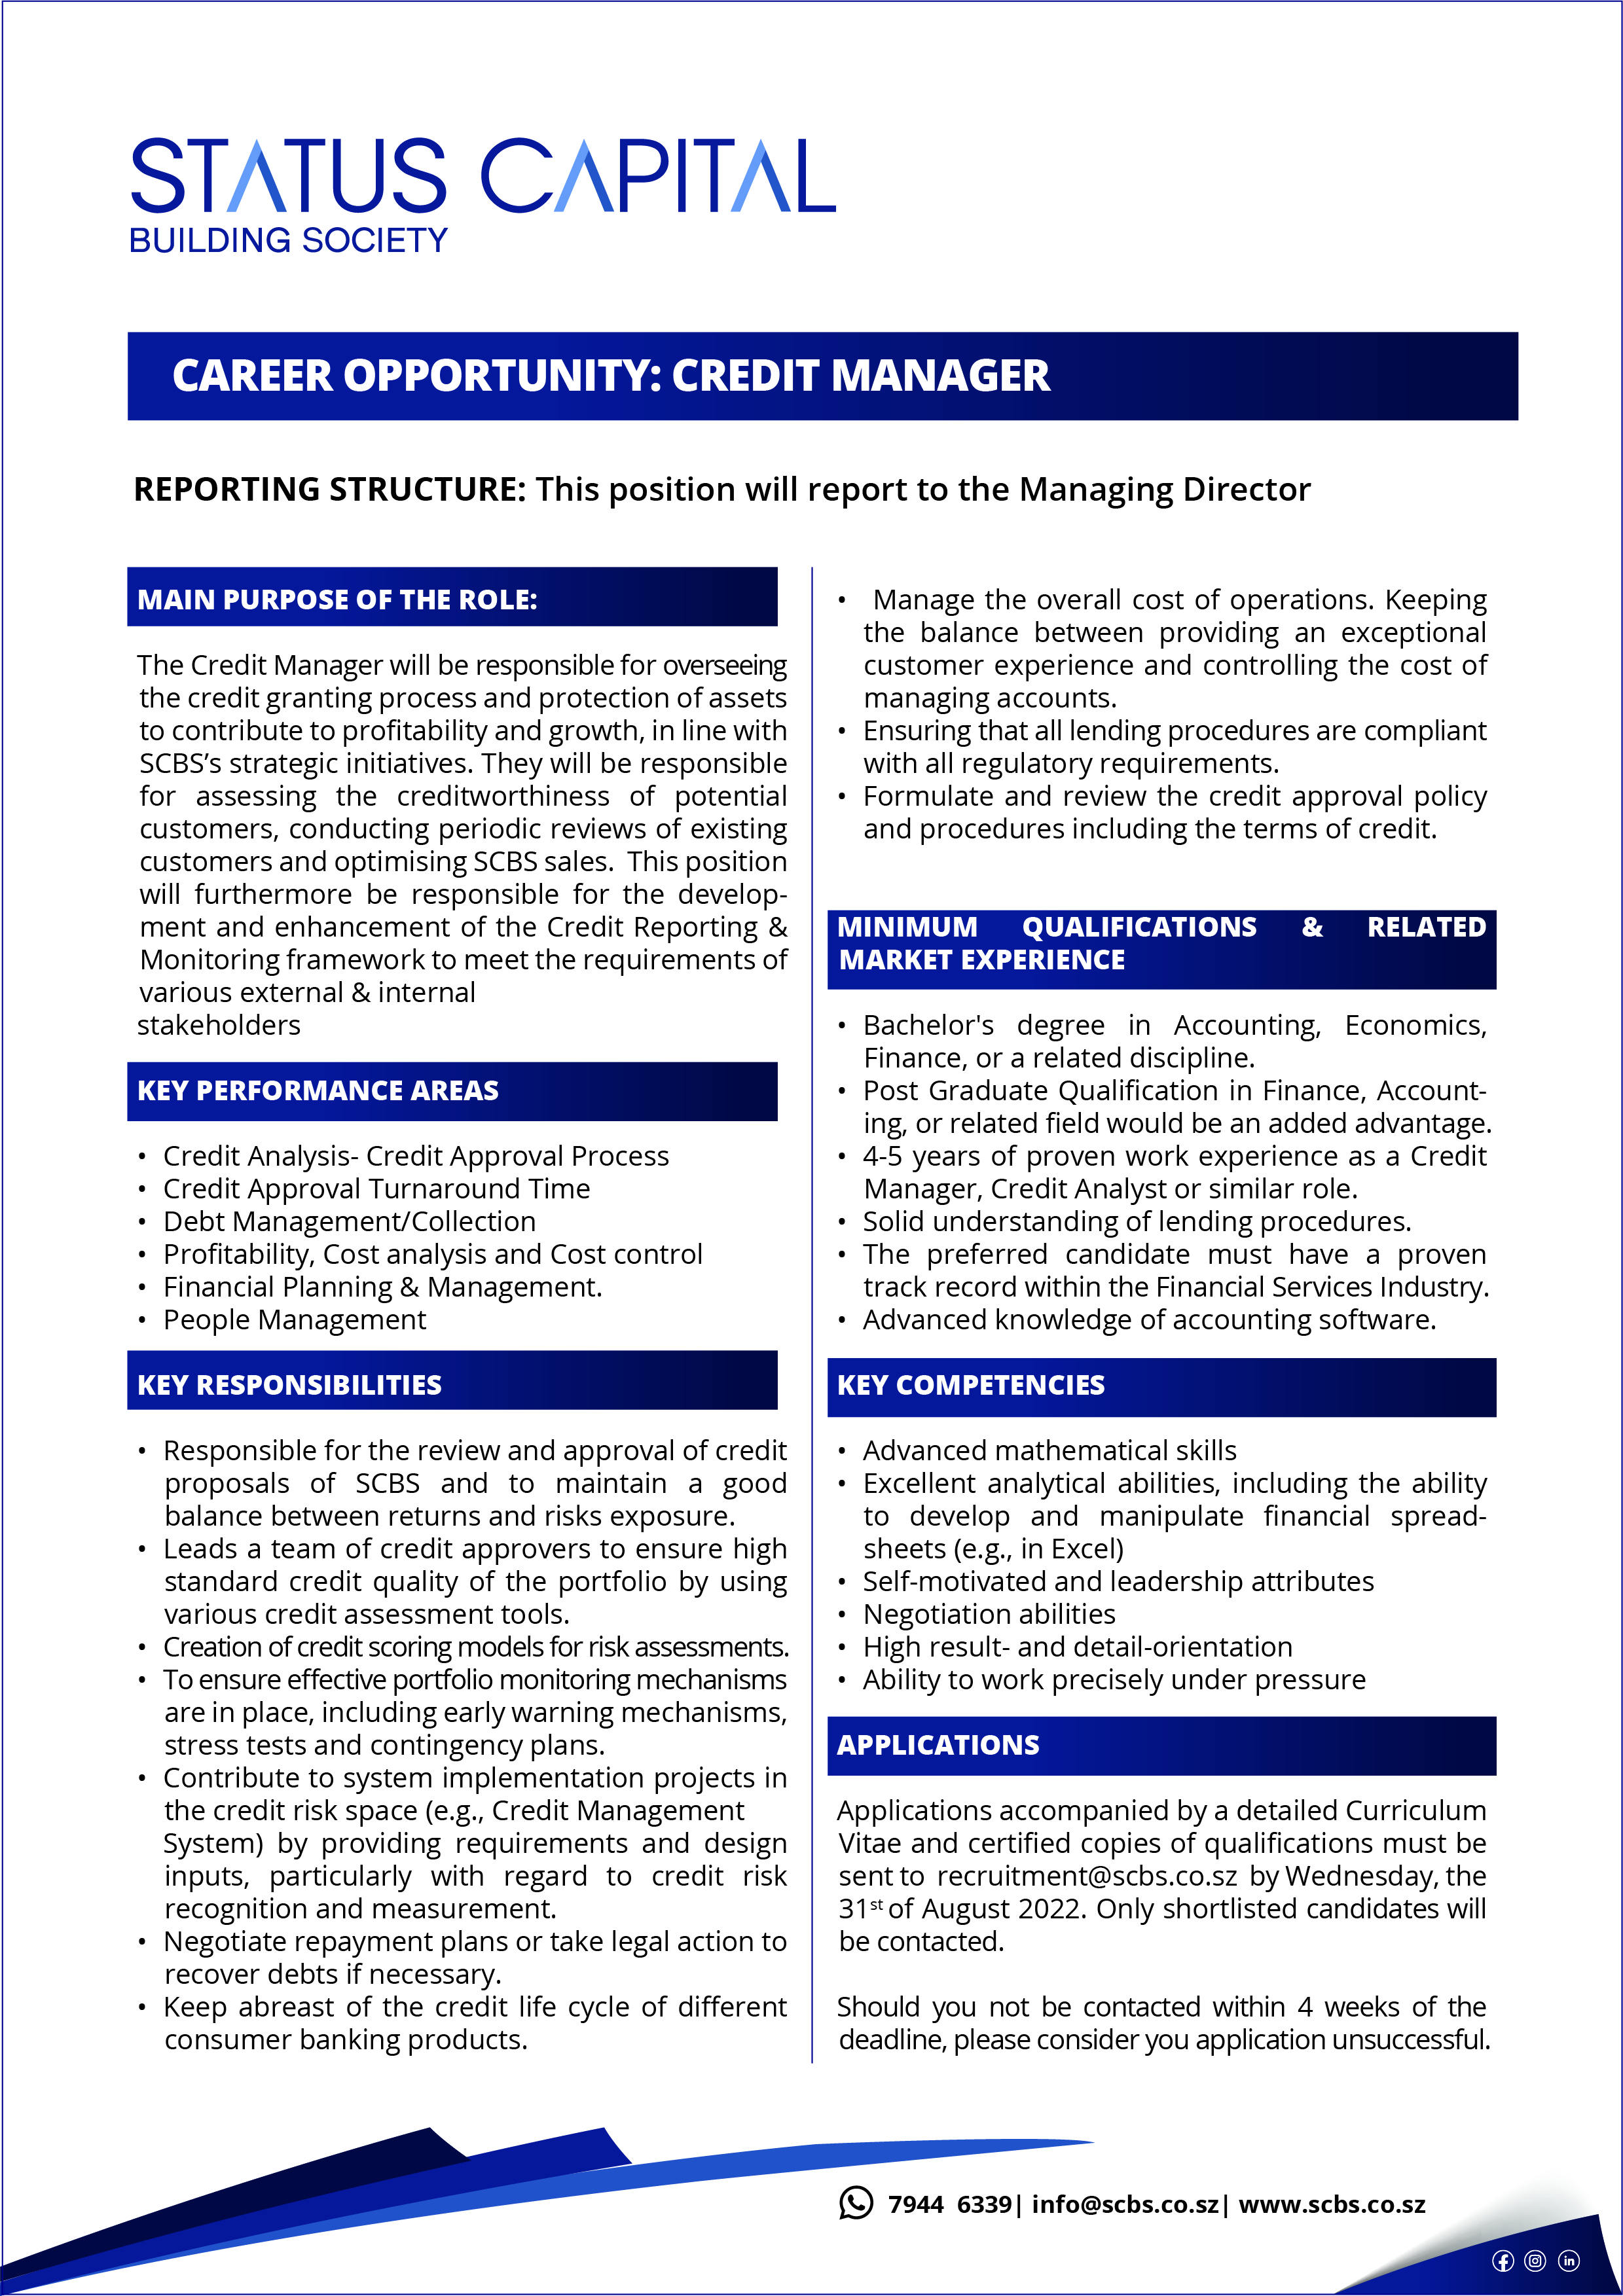 STATUS CAPITAL
BUILDING SOCIETY
CAREER OPPORTUNITY: CREDIT MANAGER
REPORTING STRUCTURE: This position will report to the Managing Director
MAIN PURPOSE OF THE ROLE:
The Credit Manager will be responsible for overseeing
the credit granting process and protection of assets
to contribute to profitability and growth, in line with
SCBS’s strategic initiatives. They will be responsible
for assessing the creditworthiness of potential
customers, conducting periodic reviews of existing
customers and optimising SCBS sales. This position
will furthermore be responsible for the develop-
ment and enhancement of the Credit Reporting &
Monitoring framework to meet the requirements of
various external & internal
stakeholders
KEY PERFORMANCE AREAS
• Credit Analysis- Credit Approval Process
• Credit Approval Turnaround Time
• Debt Management/Collection
• Profitability, Cost analysis and Cost control
• Financial Planning & Management.
• People Management
KEY RESPONSIBILITIES
• Responsible for the review and approval of credit
proposals of SCBS and to maintain a good
balance between returns and risks exposure.
• Leads a team of credit approvers to ensure high
standard credit quality of the portfolio by using
various credit assessment tools.
• Creation of credit scoring models for risk assessments.
• To ensure effective portfolio monitoring mechanisms
are in place, including early warning mechanisms,
stress tests and contingency plans.
• Contribute to system implementation projects in
the credit risk space (e.g., Credit Management
System) by providing requirements and design
inputs, particularly with regard to credit risk
recognition and measurement.
• Negotiate repayment plans or take legal action to
recover debts if necessary.
• Keep abreast of the credit life cycle of different
consumer banking products.
• Manage the overall cost of operations. Keeping
the balance between providing an exceptional
customer experience and controlling the cost of
managing accounts.
• Ensuring that all lending procedures are compliant
with all regulatory requirements.
• Formulate and review the credit approval policy
and procedures including the terms of credit.
MINIMUM QUALIFICATIONS & RELATED
MARKET EXPERIENCE
• Bachelor's degree in Accounting, Economics,
Finance, or a related discipline.
• Post Graduate Qualification in Finance, Account-
ing, or related field would be an added advantage.
• 4-5 years of proven work experience as a Credit
Manager, Credit Analyst or similar role.
• Solid understanding of lending procedures.
• The preferred candidate must have a proven
track record within the Financial Services Industry.
• Advanced knowledge of accounting software.
KEY COMPETENCIES
• Advanced mathematical skills
• Excellent analytical abilities, including the ability
to develop and manipulate financial spread-
sheets (e.g., in Excel)
• Self-motivated and leadership attributes
• Negotiation abilities
• High result- and detail-orientation
• Ability to work precisely under pressure
APPLICATIONS
Applications accompanied by a detailed Curriculum
Vitae and certified copies of qualifications must be
sent to recruitment@scbs.co.sz by Wednesday, the
31st of August 2022. Only shortlisted candidates will
be contacted.
Should you not be contacted within 4 weeks of the
deadline, please consider you application unsuccessful.
7944 6339| info@scbs.co.sz| www.scbs.co.sz